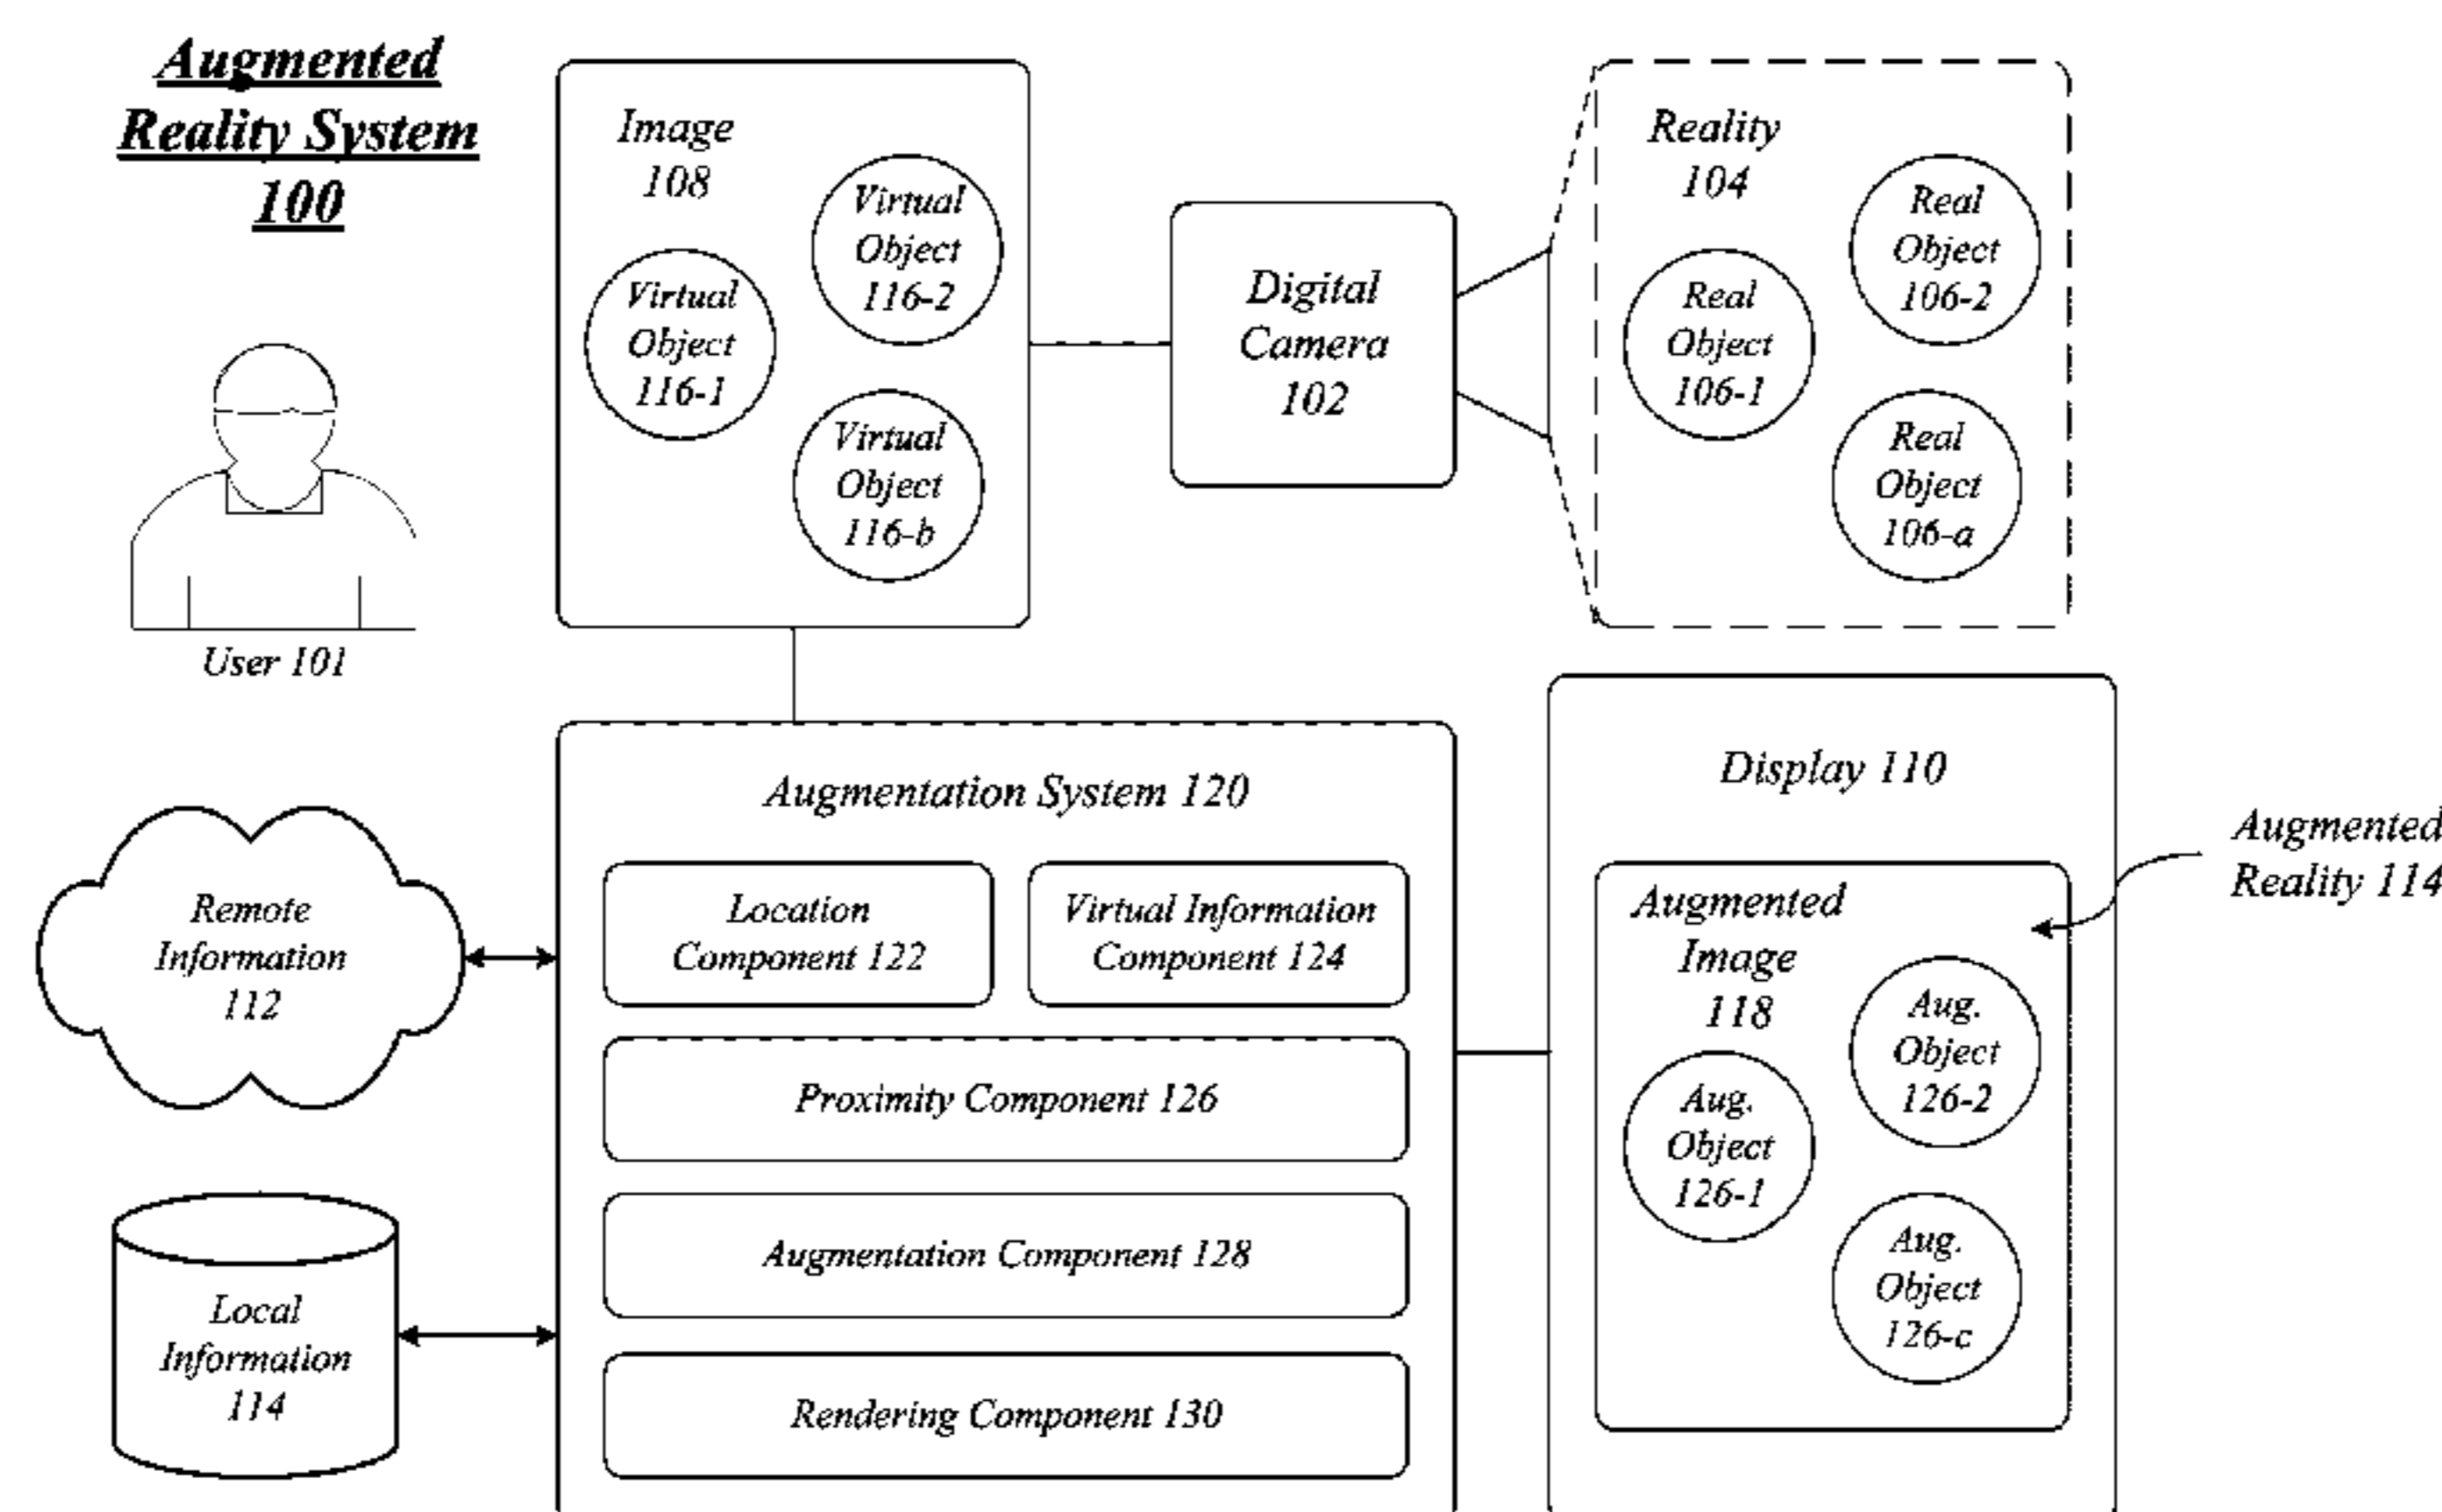 Augmented
Reality System
100
Image
108
Virtual
Object
116-2
Virtual
Object
116-1
Virtual
Object
116-b
Digital
Camera
102
Reality
104
Real
Object
106-2
Real
Object
106-1
Real
Object
106-a
User 101
Augmentation System 120
Location
Component 122
Virtual Information
Component 124
Proximity Component 126
Augmentation Component 128
Rendering Component 130
Remote
Information
112
Local
Information
114
Display 110
Augmented
Reality 114
Augmented
Image
118
Aug.
Object
126-2
Aug.
Object
126-1
Aug.
Object
126-c